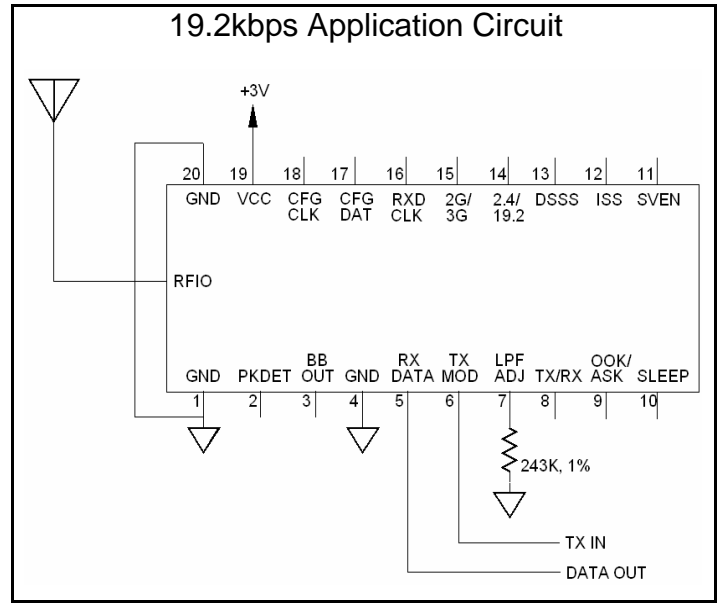 19.2kbps Application Circuit
+3V
20 19 18 17 16 15 14 13 12 11
GND VCC CFG CFG RXD 2G/ 2.4/ DSSS ISS SVEN
CLK DAT CLK 3G 19.2
RFIO
BB RX TX LPF OOK/
GND PKDET OUT GND DATA MOD ADJ TX/RX ASK SLEEP
1 2 3 4 5 6 7 8 9 10
243K, 1%
TX IN
DATA OUT